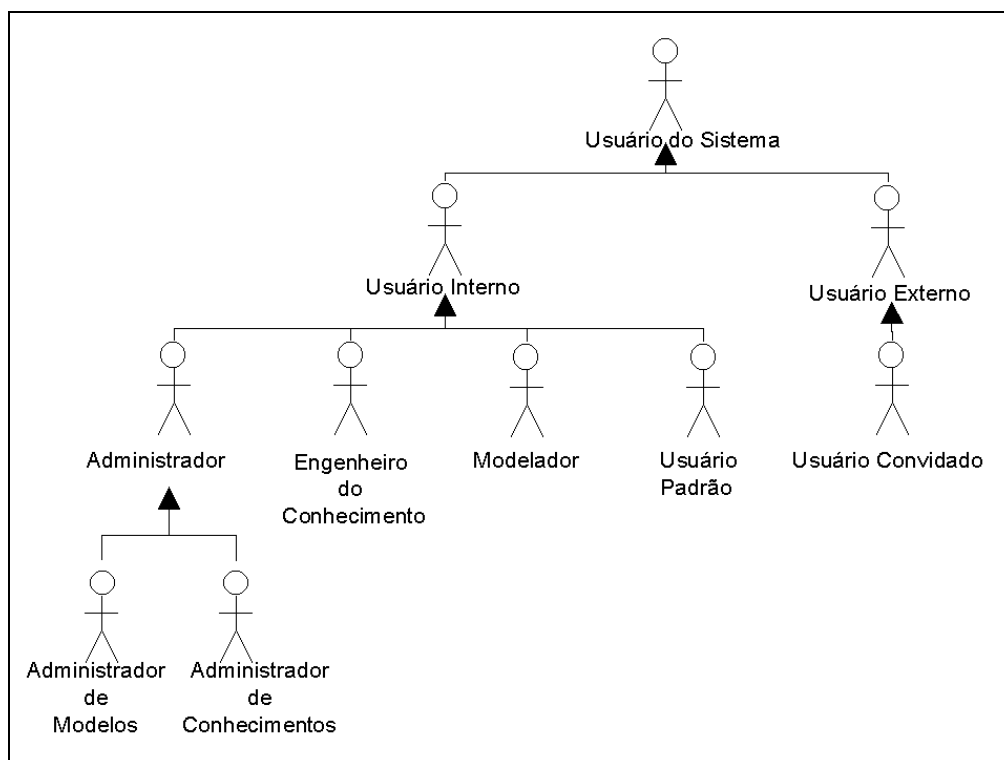 Usuário do Sistema
Usuário Interno
Usuário Externo
Administrador
Engenheiro
do
Conhecimento
Modelador
Usuário
Padrão
Usuário Convidado
Administrador
de
Modelos
Administrador
de
Conhecimentos